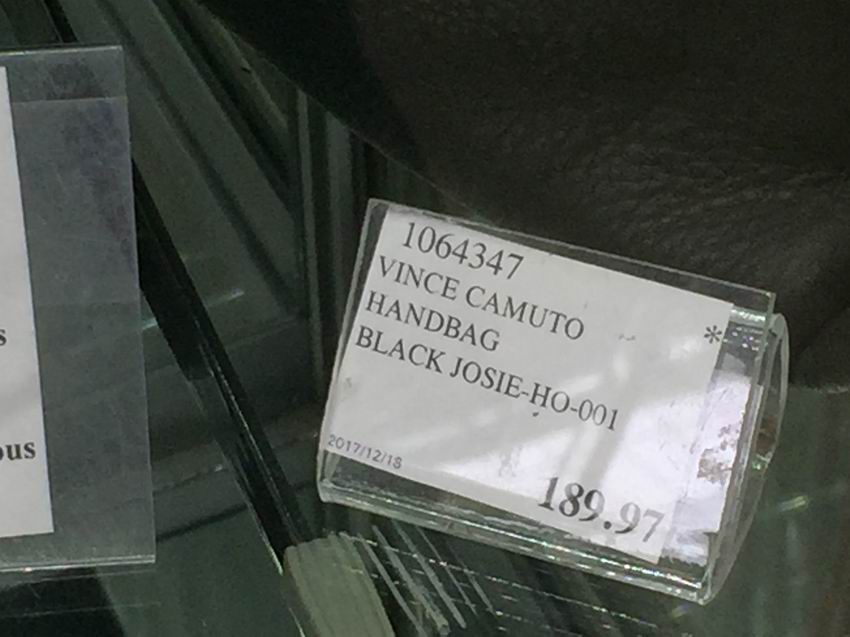 1064347
VINCE CAMUTO
*
HANDBAG
BLACK JOSIE-HO-001
2017/12/18
189.97